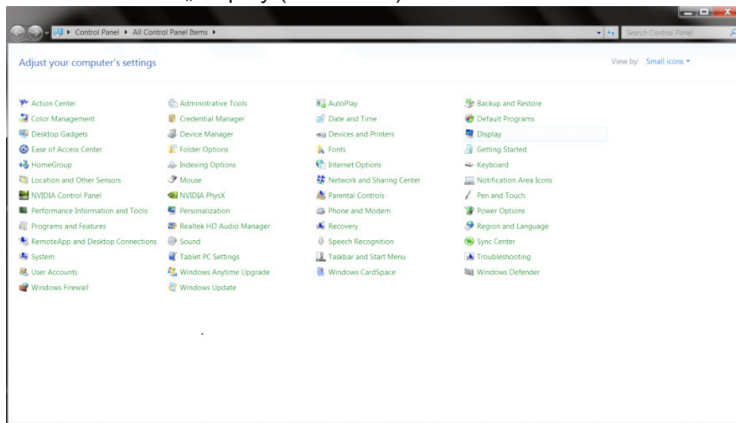 Control Panel ▸ All Control Panel Items ▸
Search Control Panel
Adjust your computer's settings
View by: Small icons
Action Center
Administrative Tools
AutoPlay
Backup and Restore
Color Management
Credential Manager
Date and Time
Default Programs
Desktop Gadgets
Device Manager
Devices and Printers
Display
Ease of Access Center
Folder Options
Fonts
Getting Started
HomeGroup
Indexing Options
Internet Options
Keyboard
Location and Other Sensors
Mouse
Network and Sharing Center
Notification Area Icons
NVIDIA Control Panel
NVIDIA PhysX
Parental Controls
Pen and Touch
Performance Information and Tools
Personalization
Phone and Modem
Power Options
Programs and Features
Realtek HD Audio Manager
Recovery
Region and Language
RemoteApp and Desktop Connections
Sound
Speech Recognition
Sync Center
System
Tablet PC Settings
Taskbar and Start Menu
Troubleshooting
User Accounts
Windows Anytime Upgrade
Windows CardSpace
Windows Defender
Windows Firewall
Windows Update